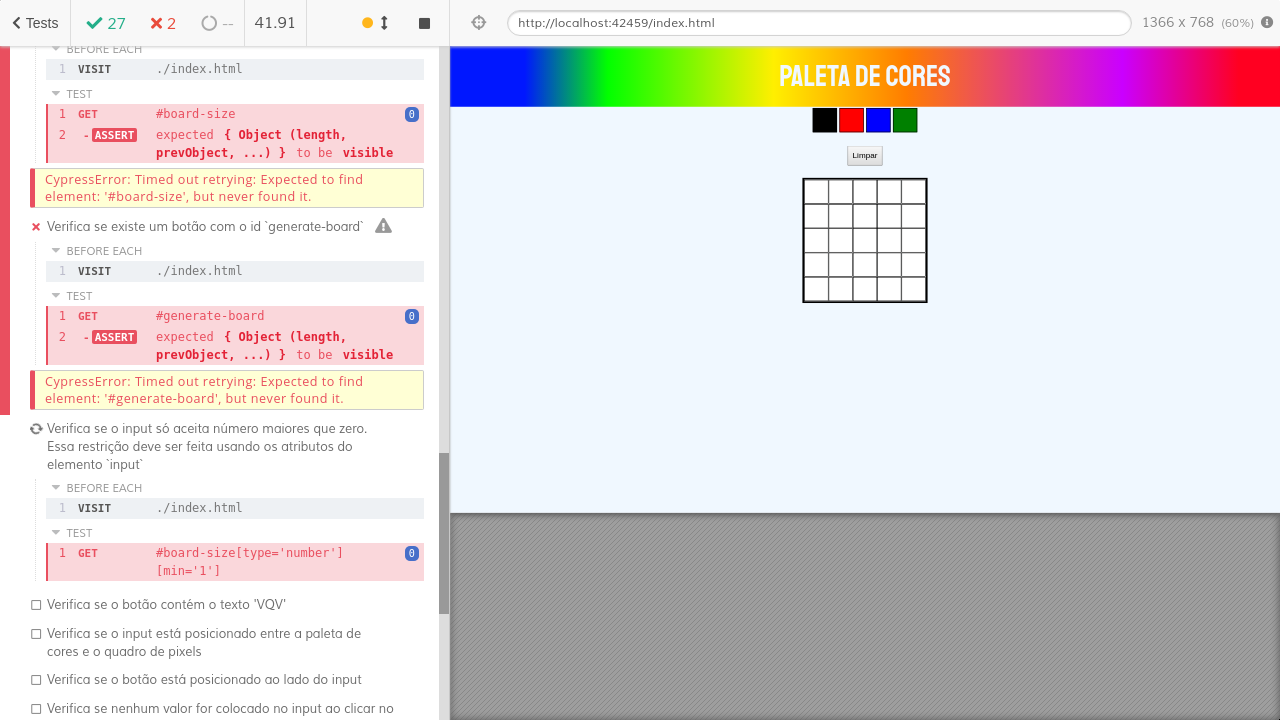 Tests
27
2
--
41.91
http://localhost:42459/index.html
1366 x 768 (60%)
BEFORE EACH
1 VISIT ./index.html
TEST
1 GET #board-size 0
2 -ASSERT expected { Object (length,
prevObject, ...) } to be visible
CypressError: Timed out retrying: Expected to find
element: '#board-size', but never found it.
Verifica se existe um botão com o id `generate-board`
BEFORE EACH
1 VISIT ./index.html
TEST
1 GET #generate-board 0
2 -ASSERT expected { Object (length,
prevObject, ...) } to be visible
CypressError: Timed out retrying: Expected to find
element: '#generate-board', but never found it.
Verifica se o input só aceita número maiores que zero.
Essa restrição deve ser feita usando os atributos do
elemento `input`
BEFORE EACH
1 VISIT ./index.html
TEST
1 GET #board-size[type='number'] 0
[min='1']
Verifica se o botão contém o texto 'VQV'
Verifica se o input está posicionado entre a paleta de
cores e o quadro de pixels
Verifica se o botão está posicionado ao lado do input
Verifica se nenhum valor for colocado no input ao clicar no
PALETA DE CORES
Limpar